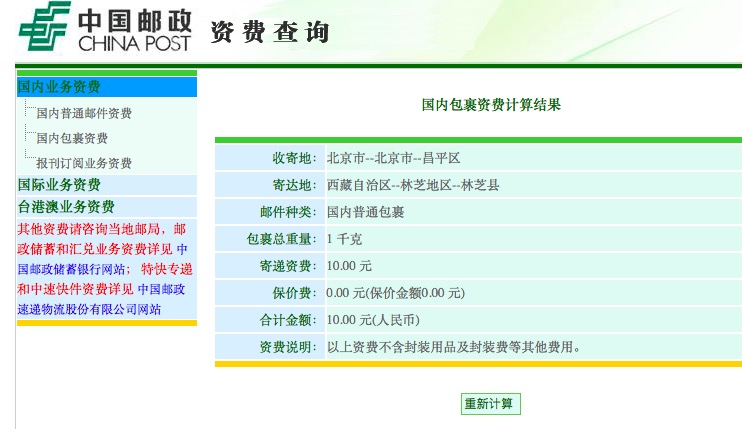 中国邮政
CHINA POST
资费查询
国内业务资费
国内普通邮件资费
国内包裹资费
报刊订阅业务资费
国际业务资费
台港澳业务资费
其他资费请咨询当地邮局，邮
政储蓄和汇兑业务资费详见 中
国邮政储蓄银行网站； 特快专递
和中速快件资费详见 中国邮政
速递物流股份有限公司网站
国内包裹资费计算结果
收寄地： 北京市--北京市--昌平区
寄达地： 西藏自治区--林芝地区--林芝县
邮件种类： 国内普通包裹
包裹总重量： 1 千克
寄递资费： 10.00 元
保价费： 0.00 元(保价金额0.00 元)
合计金额： 10.00 元(人民币)
资费说明： 以上资费不含封装用品及封装费等其他费用。
重新计算